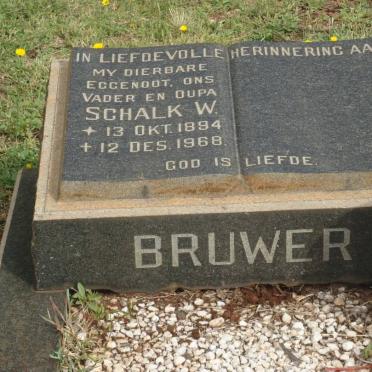 IN LIEFDEVOLLE HERINNERING AA
MY DIERBARE
EGGENOOT, ONS
VADER EN OUPA
SCHALK W.
* 13 OKT. 1894
+ 12 DES. 1968.
GOD IS LIEFDE.
BRUWER